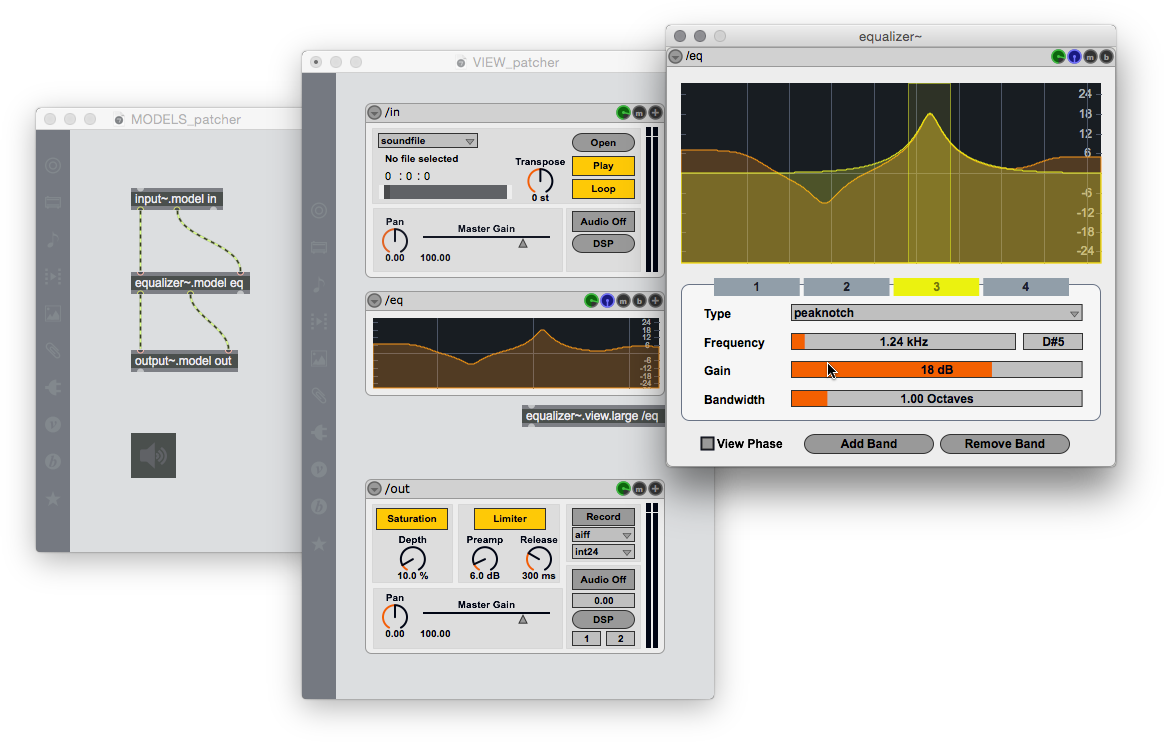 MODELS_patcher
input~.model in
equalizer~.model eq
output~.model out
VIEW_patcher
/in
m
soundfile
Open
No file selected
0 : 0 : 0
Transpose
0 st
Play
Loop
Pan
0.00
Master Gain
100.00
Audio Off
DSP
/eq
m b
24
18
12
6
-6
-12
-18
-24
equalizer~.view.large /eq
/out
m
Saturation
Depth
10.0 %
Limiter
Preamp
6.0 dB
Release
300 ms
Record
aiff
int24
Pan
0.00
Master Gain
100.00
Audio Off
0.00
DSP
1 2
equalizer~
/eq
m b
24
18
12
6
-6
-12
-18
-24
1 2 3 4
Type peaknotch
Frequency 1.24 kHz D#5
Gain 18 dB
Bandwidth 1.00 Octaves
View Phase Add Band Remove Band